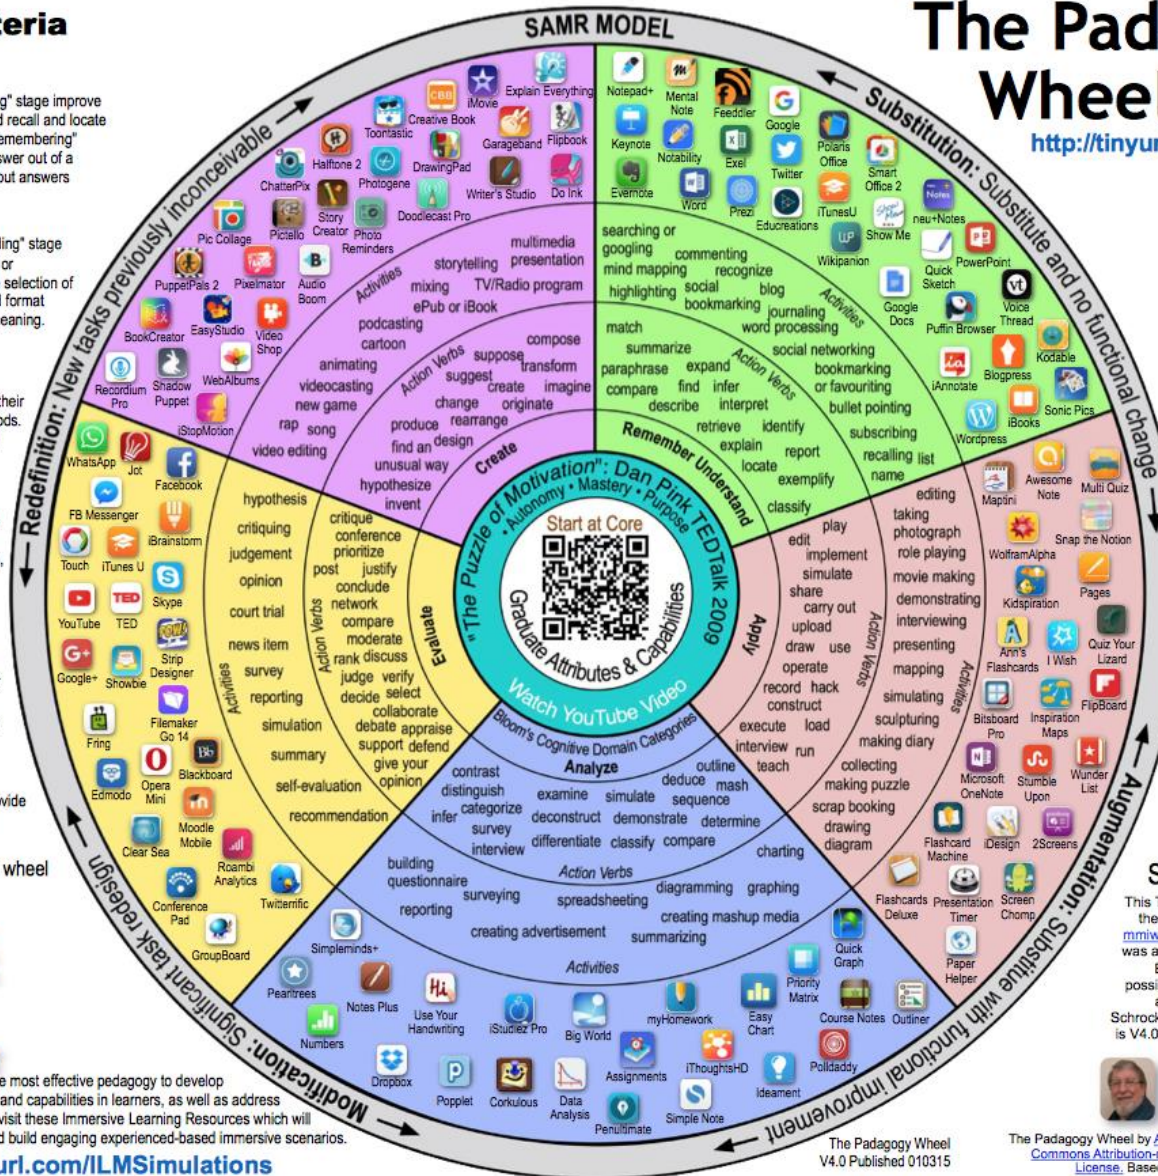 teria
g" stage improve
d recall and locate
emembering"
swer out of a
out answers
ling" stage
or
selection of
l format
eaning.
their
ods.
vide
wheel
e most effective pedagogy to develop
and capabilities in learners, as well as address
visit these Immersive Learning Resources which will
d build engaging experienced-based immersive scenarios.
url.com/ILMSimulations
The Pad
Wheel
http://tinyur
SAMR MODEL
Substitution: Substitute and no functional change
Augmentation: Substitue with functional improvement
Modification: Significant task redesign
Redefinition: New tasks previously inconceivable
Explain Everything
iMovie
Creative Book
Toontastic
Garageband
Flipbook
Halftone 2
DrawingPad
ChatterPix
Photogene
Writer's Studio
Do Ink
Story
Creator
Doodlecast Pro
Pic Collage
Pictello
Photo
Reminders
PuppetPals 2
Pixelmator
Audio
Boom
BookCreator
EasyStudio
Video
Shop
Recordium
Pro
Shadow
Puppet
WebAlbums
iStopMotion
Activities
multimedia
presentation
storytelling
mixing
TV/Radio program
ePub or iBook
podcasting
cartoon
animating
videocasting
new game
rap song
video editing
Action Verbs
compose
suppose
transform
suggest
create imagine
change originate
produce rearrange
find an design
unusual way
hypothesize
invent
Create
Notepad+
Mental
Note
Feeddler
Google
Keynote
Notability
Exel
Twitter
Polaris
Office
Smart
Office 2
Evernote
Word
Prezi
Educreations
iTunesU
Show Me
neu+Notes
Wikipanion
Quick
Sketch
PowerPoint
Google
Docs
Puffin Browser
Voice
Thread
iAnnotate
Blogpress
Kodable
Wordpress
iBooks
Sonic Pics
searching or
googling
commenting
mind mapping
recognize
highlighting
social
bookmarking
blog
journaling
word processing
Activities
social networking
bookmarking
or favouriting
bullet pointing
subscribing
recalling list
name
match
summarize
Action Verbs
paraphrase expand
compare find infer
describe interpret
retrieve identify
explain report
locate
exemplify
classify
Remember Understand
WhatsApp
Jot
Facebook
FB Messenger
iBrainstorm
Touch
iTunes U
Skype
YouTube
TED
TED
Strip
Designer
Google+
Showbie
Filemaker
Go 14
Fring
Blackboard
Edmodo
Opera
Mini
Moodle
Mobile
Clear Sea
Roambi
Analytics
Conference
Pad
Twitterrific
GroupBoard
hypothesis
critiquing
judgement
opinion
court trial
news item
survey
reporting
simulation
summary
self-evaluation
recommendation
Activities
critique
conference
prioritize
post justify
conclude
network
compare
moderate
rank discuss
judge verify
decide select
collaborate
debate appraise
support defend
give your
opinion
Action Verbs
Evaluate
"The Puzzle of Motivation": Dan Pink TEDTalk 2009
• Autonomy • Mastery • Purpose
Start at Core
Graduate Attributes & Capabilities
Watch YouTube Video
Bloom's Cognitive Domain Categories
Apply
play
edit
implement
simulate
share
carry out
upload
draw use
operate
record hack
construct
execute load
interview run
teach
Action Verbs
editing
taking
photograph
role playing
movie making
demonstrating
interviewing
presenting
mapping
simulating
sculpturing
making diary
collecting
making puzzle
scrap booking
drawing
diagram
Activities
Maptini
Awesome
Note
Multi Quiz
WolframAlpha
Snap the Notion
Kidspiration
Pages
Ann's
Flashcards
I Wish
Quiz Your
Lizard
Bitsboard
Pro
Inspiration
Maps
FlipBoard
Microsoft
OneNote
Stumble
Upon
Wunder
List
Flashcard
Machine
iDesign
2Screens
Flashcards
Deluxe
Presentation
Timer
Screen
Chomp
Paper
Helper
Analyze
contrast
distinguish
categorize
infer
survey
interview
examine simulate
deconstruct demonstrate
differentiate classify compare
outline
deduce mash
sequence
determine
Action Verbs
building
questionnaire
charting
surveying
reporting
spreadsheeting
diagramming graphing
creating mashup media
creating advertisement
summarizing
Activities
Simpleminds+
Pearltrees
Notes Plus
Numbers
Use Your
Handwriting
iStudiez Pro
Big World
myHomework
Easy
Chart
Priority
Matrix
Quick
Graph
Course Notes
Outliner
Dropbox
Popplet
Corkulous
Data
Analysis
Assignments
iThoughtsHD
Polldaddy
Penultimate
Simple Note
Ideament
S
This T
the
mmiw
was a
possi
Schrock
is V4.0
The Padagogy Wheel
V4.0 Published 010315
The Padagogy Wheel by A
Commons Attribution-
License. Base